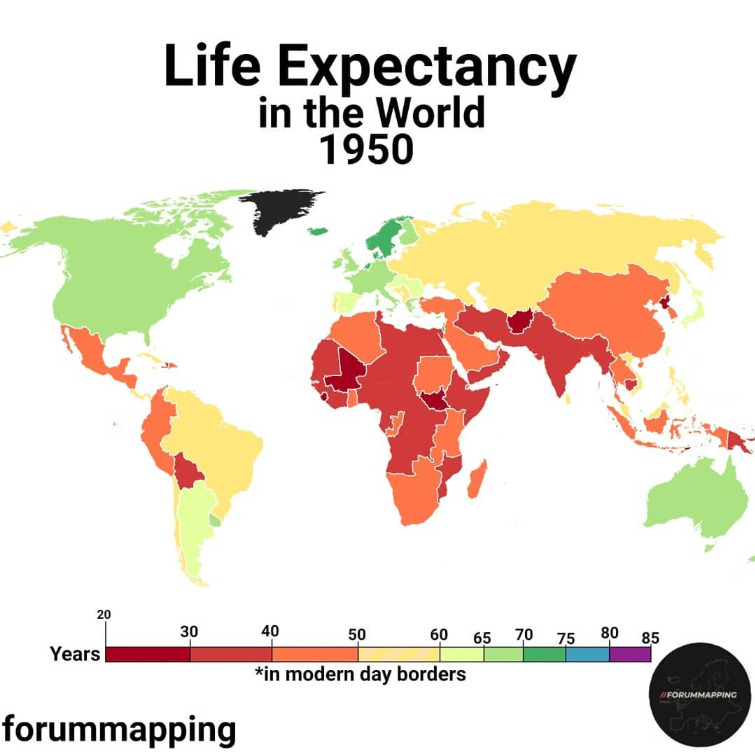 Life Expectancy
in the World
1950
20
30 40 50 60 65 70 75 80 85
Years
*in modern day borders
//FORUMMAPPING
forummapping